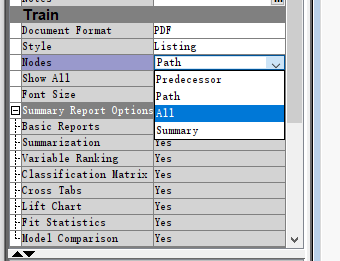 Train
Document Format PDF
Style Listing
Nodes Path
Show All Predecessor
Font Size Path
Summary Report Options All
Basic Reports Summary
Summarization Yes
Variable Ranking Yes
Classification Matrix Yes
Cross Tabs Yes
Lift Chart Yes
Fit Statistics Yes
Model Comparison Yes